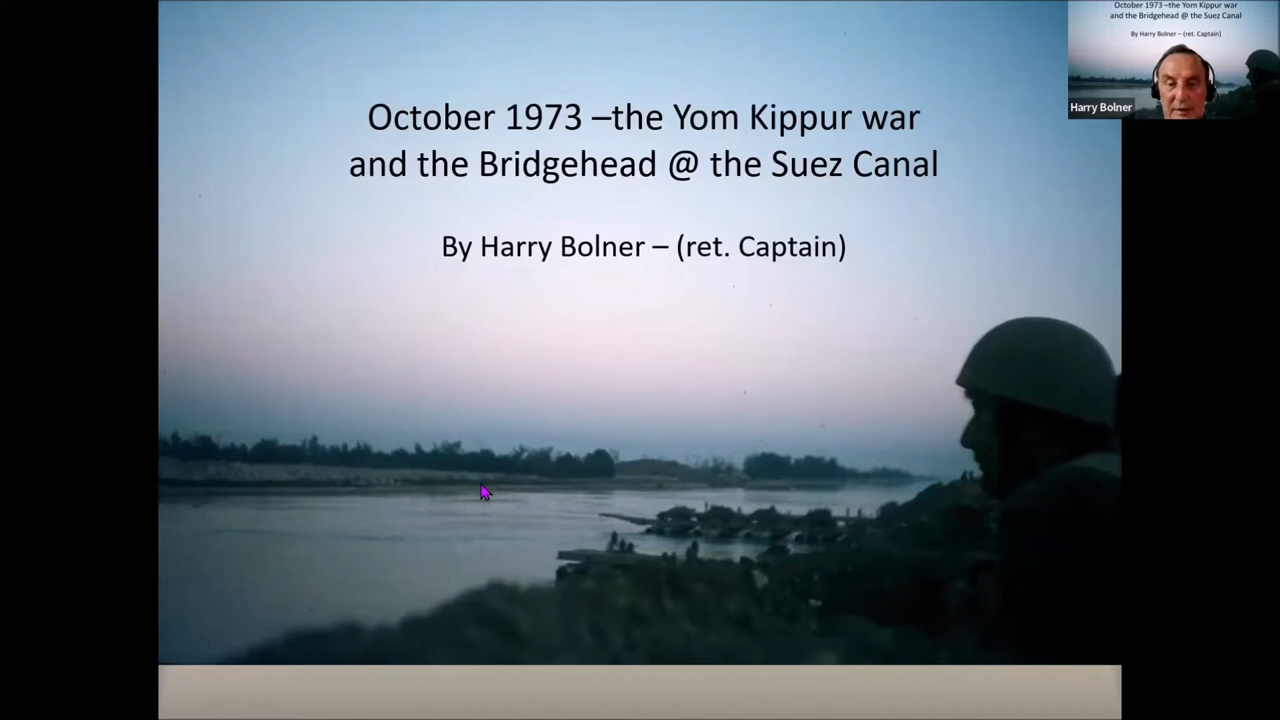 October 1973 –the Yom Kippur war
and the Bridgehead @ the Suez Canal
By Harry Bolner – (ret. Captain)
October 1973 –the Yom Kippur war
and the Bridgehead @ the Suez Canal
By Harry Bolner – (ret. Captain)
Harry Bolner